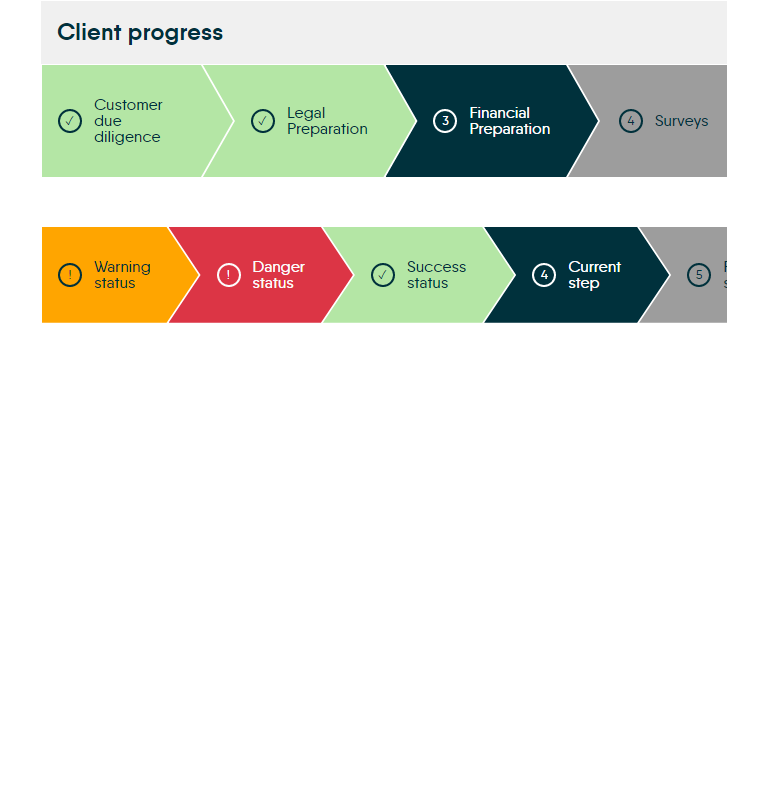 Client progress
✓ Customer
due
diligence
✓ Legal
Preparation
3 Financial
Preparation
4 Surveys
! Warning
status
! Danger
status
✓ Success
status
4 Current
step
5